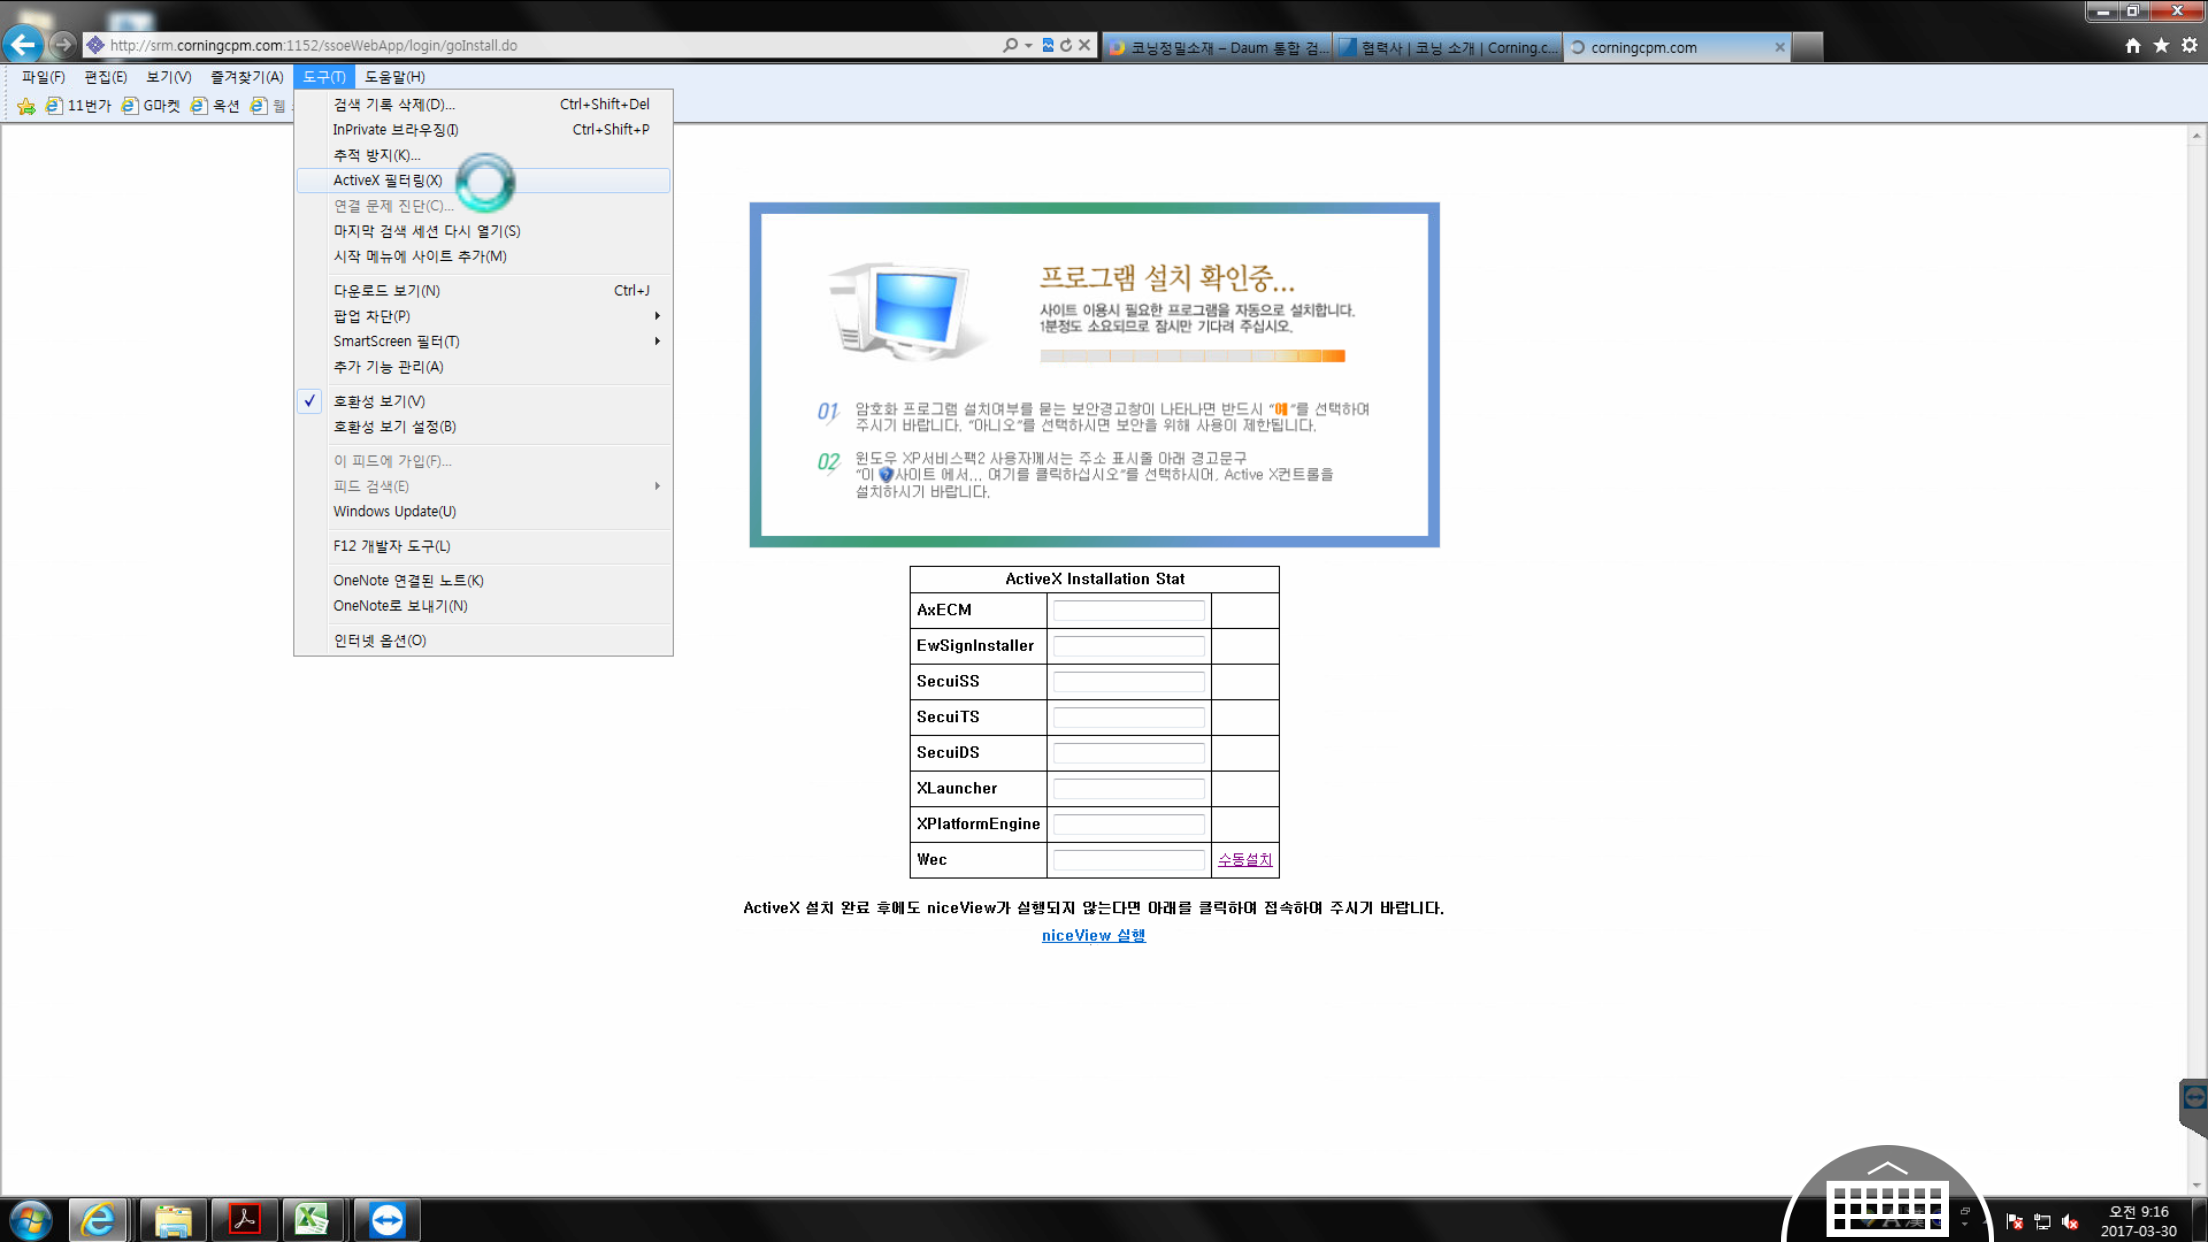 http://srm.corningcpm.com:1152/ssoeWebApp/login/goInstall.do
코닝정밀소재 – Daum 통합 검...
협력사 | 코닝 소개 | Corning.c...
corningcpm.com
파일(F) 편집(E) 보기(V) 즐겨찾기(A) 도구(T) 도움말(H)
11번가 G마켓 옥션 웹
검색 기록 삭제(D)... Ctrl+Shift+Del
InPrivate 브라우징(I) Ctrl+Shift+P
추적 방지(K)...
ActiveX 필터링(X)
연결 문제 진단(C)...
마지막 검색 세션 다시 열기(S)
시작 메뉴에 사이트 추가(M)
다운로드 보기(N) Ctrl+J
팝업 차단(P)
SmartScreen 필터(T)
추가 기능 관리(A)
호환성 보기(V)
호환성 보기 설정(B)
이 피드에 가입(F)...
피드 검색(E)
Windows Update(U)
F12 개발자 도구(L)
OneNote 연결된 노트(K)
OneNote로 보내기(N)
인터넷 옵션(O)
프로그램 설치 확인중...
사이트 이용시 필요한 프로그램을 자동으로 설치합니다.
1분정도 소요되므로 잠시만 기다려 주십시오.
01 암호화 프로그램 설치여부를 묻는 보안경고창이 나타나면 반드시 "예"를 선택하여
주시기 바랍니다. "아니오"를 선택하시면 보안을 위해 사용이 제한됩니다.
02 윈도우 XP서비스팩2 사용자께서는 주소 표시줄 아래 경고문구
"이 사이트 에서... 여기를 클릭하십시오"를 선택하시어, Active X컨트롤을
설치하시기 바랍니다.
ActiveX Installation Stat
AxECM
EwSignInstaller
SecuiSS
SecuiTS
SecuiDS
XLauncher
XPlatformEngine
Wec 수동설치
ActiveX 설치 완료 후에도 niceView가 실행되지 않는다면 아래를 클릭하여 접속하여 주시기 바랍니다.
niceView 실행
오전 9:16
2017-03-30